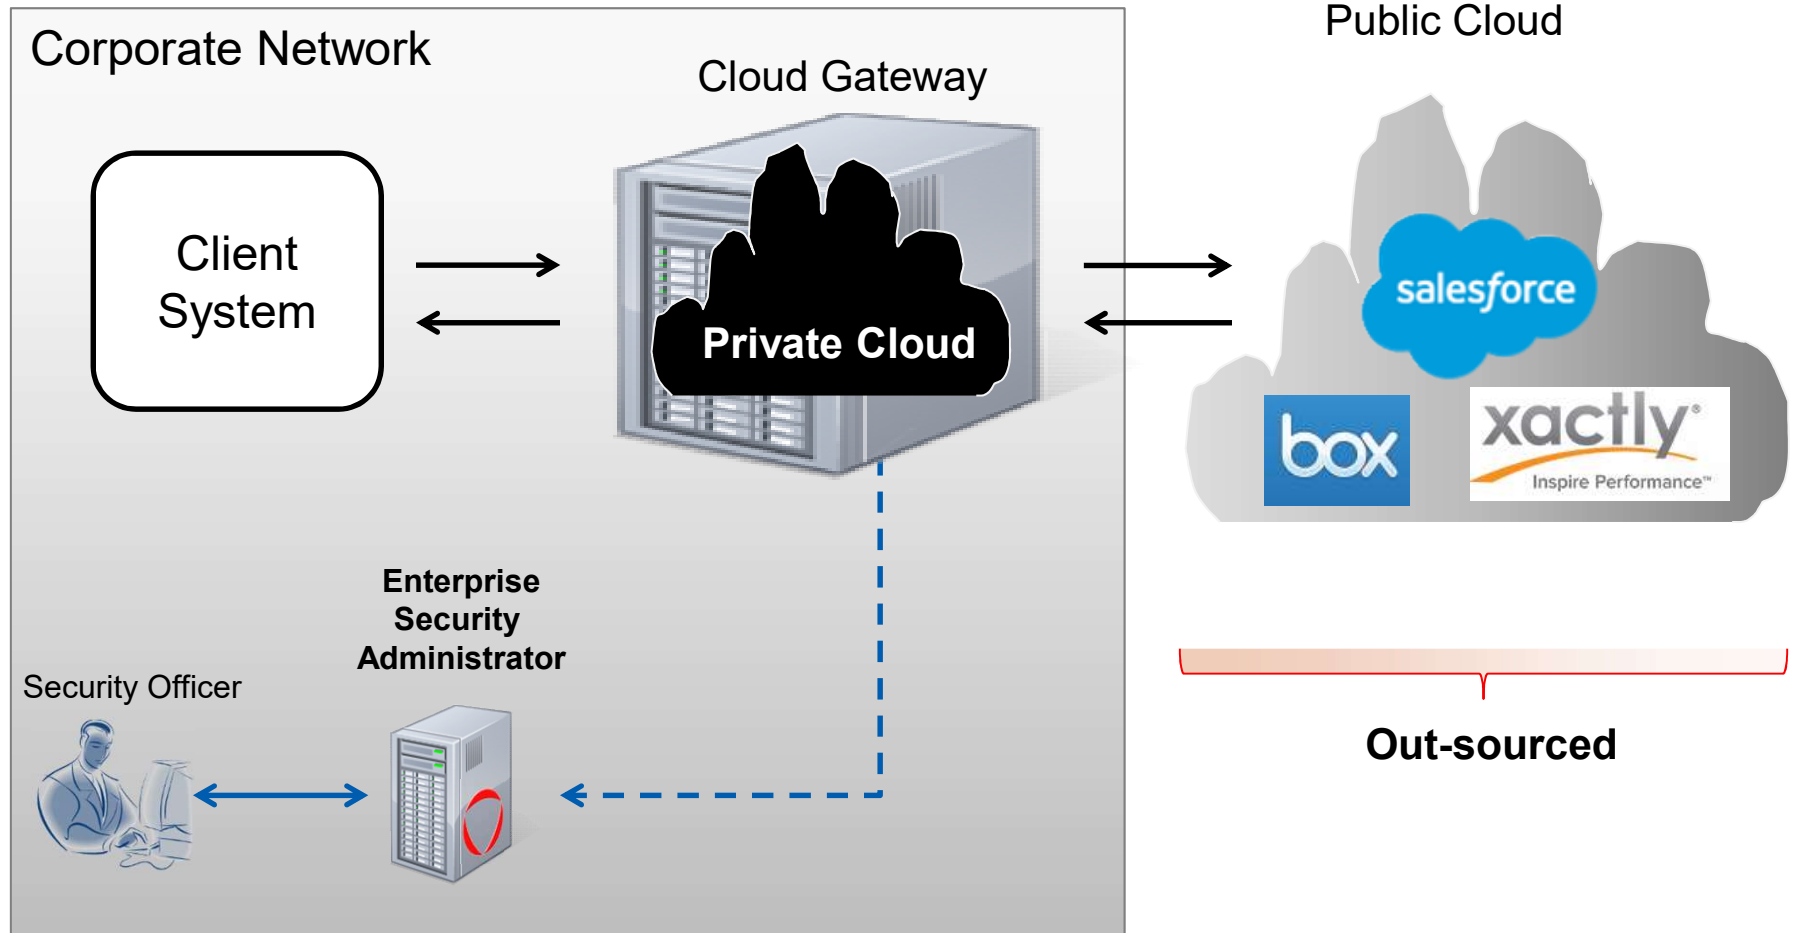 Corporate Network
Public Cloud
Cloud Gateway
Client
System
Private Cloud
salesforce
box
xactly®
Inspire Performance™
Enterprise
Security
Administrator
Security Officer
Out-sourced